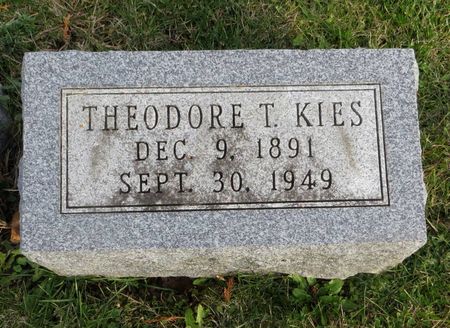 THEODORE T. KIES
DEC. 9, 1891
SEPT. 30, 1949